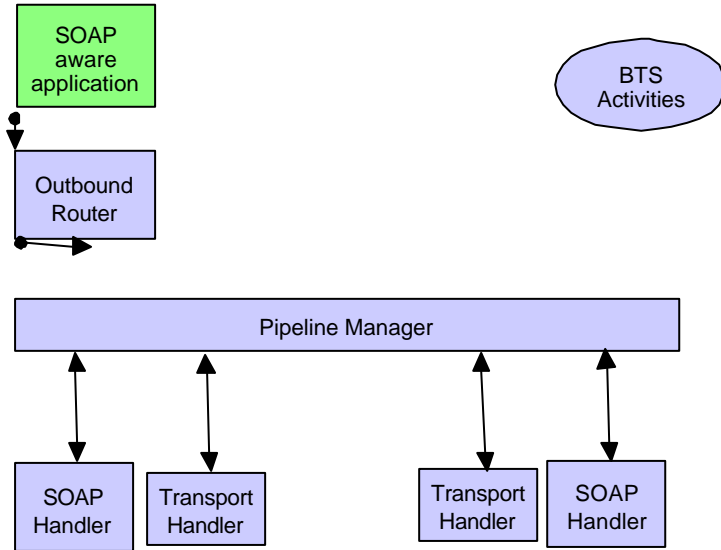 SOAP
aware
application
BTS
Activities
Outbound
Router
Pipeline Manager
SOAP
Handler
Transport
Handler
Transport
Handler
SOAP
Handler